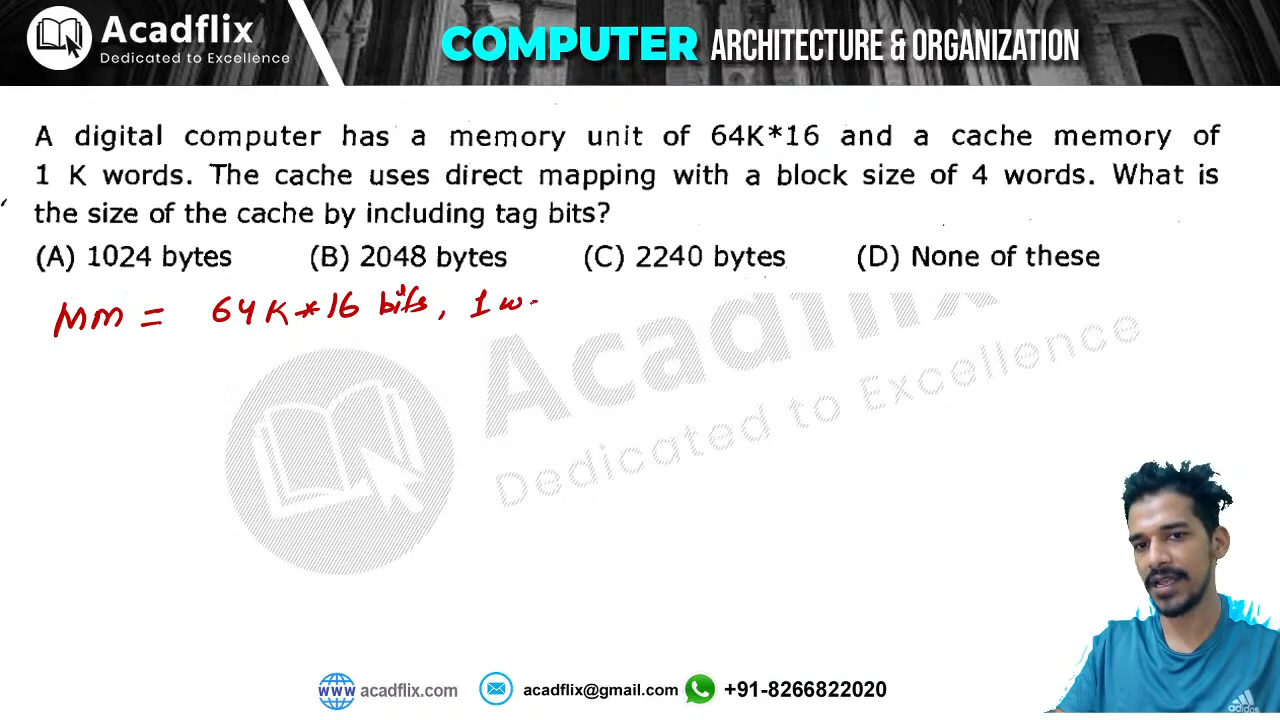 Acadflix
Dedicated to Excellence
COMPUTER ARCHITECTURE & ORGANIZATION
A digital computer has a memory unit of 64K*16 and a cache memory of
1 K words. The cache uses direct mapping with a block size of 4 words. What is
the size of the cache by including tag bits?
(A) 1024 bytes (B) 2048 bytes (C) 2240 bytes (D) None of these
MM = 64K*16 bits, 1 w
Acadflix
Dedicated to Excellence
www acadflix.com acadflix@gmail.com +91-8266822020
adidas